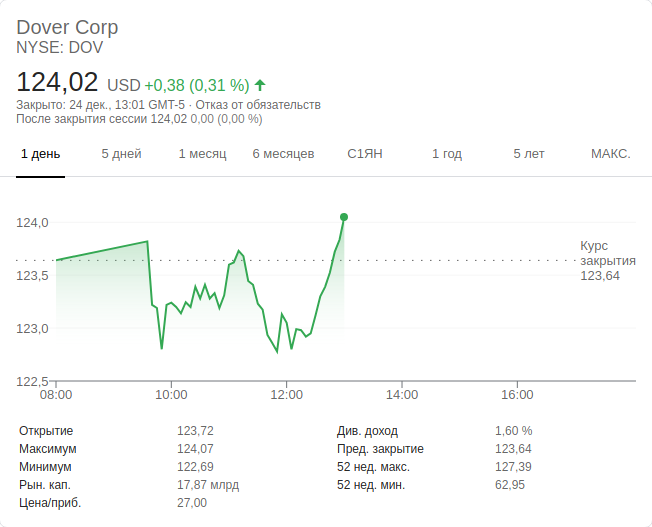 Dover Corp
NYSE: DOV
124,02 USD +0,38 (0,31 %)
Закрыто: 24 дек., 13:01 GMT-5 · Отказ от обязательств
После закрытия сессии 124,02 0,00 (0,00 %)
1 день 5 дней 1 месяц 6 месяцев С1ЯН 1 год 5 лет МАКС.
124,0
123,5
123,0
122,5
Курс
закрытия
123,64
08:00 10:00 12:00 14:00 16:00
Открытие 123,72 Див. доход 1,60 %
Максимум 124,07 Пред. закрытие 123,64
Минимум 122,69 52 нед. макс. 127,39
Рын. кап. 17,87 млрд 52 нед. мин. 62,95
Цена/приб. 27,00